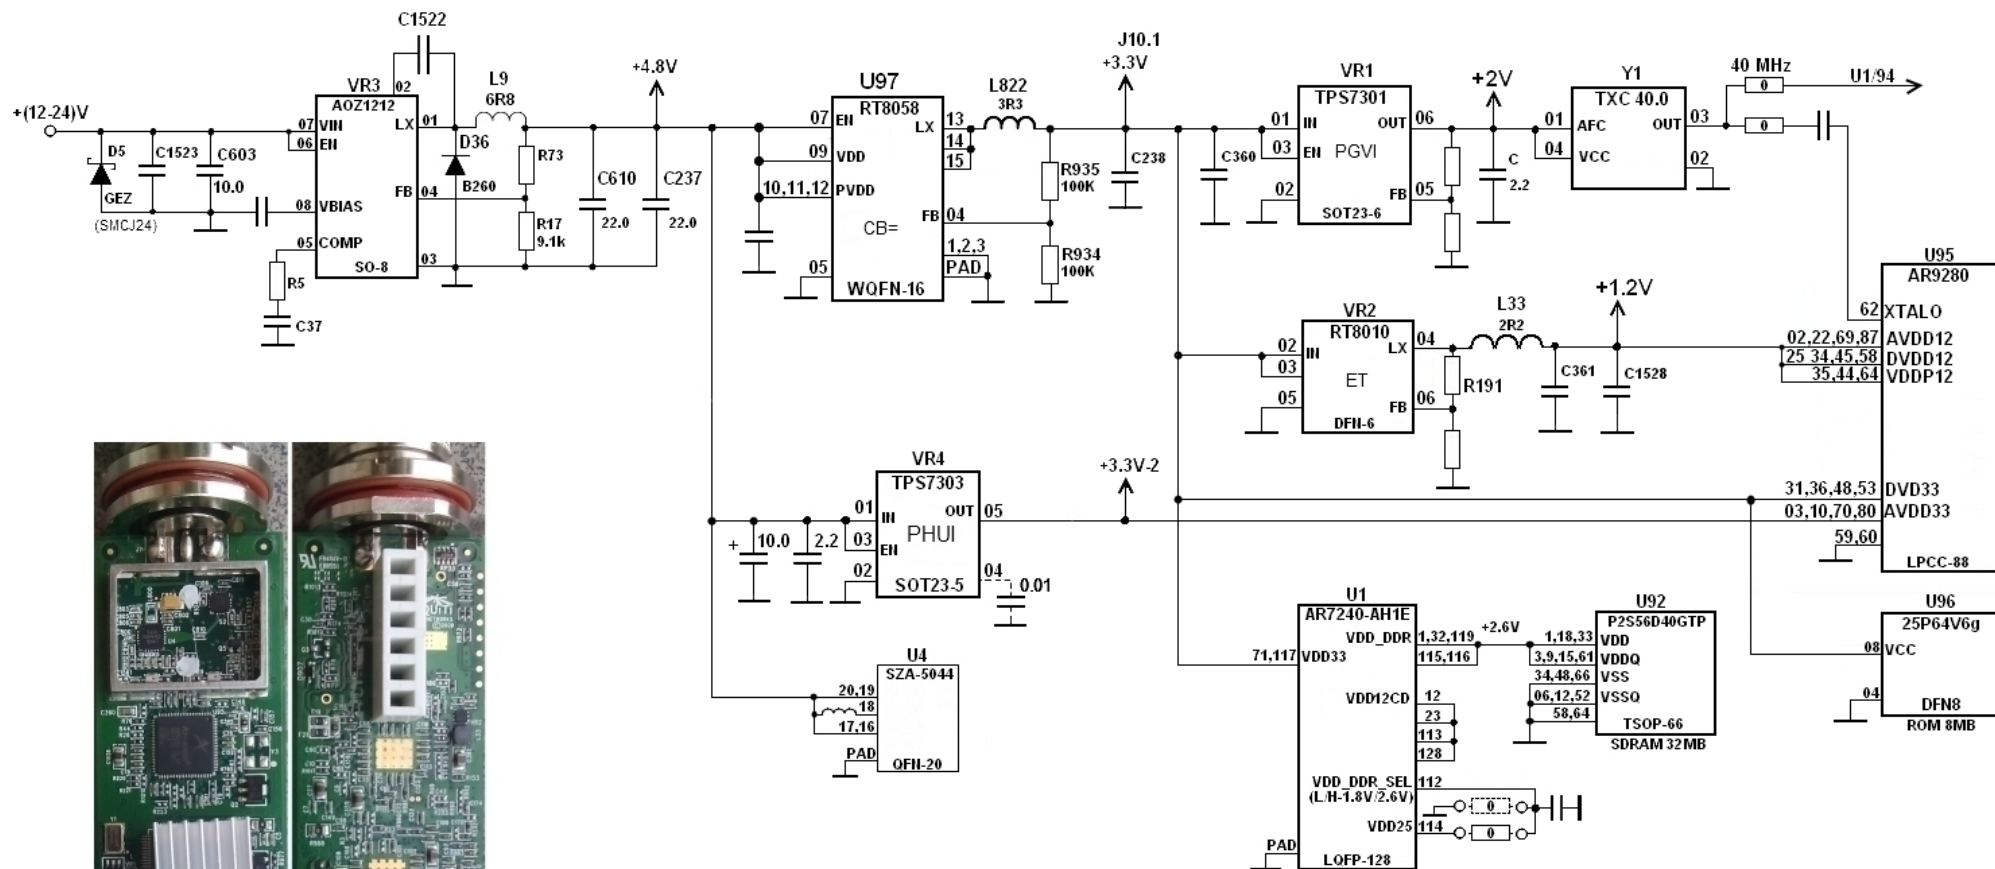 C1522
J10.1
+3.3V
VR3
02
AOZ1212
L9
6R8
+4.8V
U97
RT8058
L822
3R3
VR1
TPS7301
+2V
Y1
TXC 40.0
40 MHz
0
U1/94
+(12-24)V
07 VIN
06 EN
LX 01
D5
GEZ
(SMCJ24)
C1523
C603
10.0
08 VBIAS
FB 04
05 COMP
03
SO-8
R5
C37
D36
B260
R73
R17
9.1k
C610
22.0
C237
22.0
07 EN
09 VDD
10,11,12 PVDD
LX 13
14
15
FB 04
CB=
1,2,3
PAD
05
WQFN-16
R935
100K
R934
100K
C238
C360
01 IN
OUT 06
03 EN
PGVI
02
FB 05
SOT23-6
C
2.2
01 AFC
OUT 03
04 VCC
02
0
VR2
RT8010
02 IN
03
LX 04
ET
05
FB 06
DFN-6
R191
L33
2R2
+1.2V
C361
C1528
U95
AR9280
62 XTALO
02,22,69,87 AVDD12
25 34,45,58 DVDD12
35,44,64 VDDP12
31,36,48,53 DVD33
03,10,70,80 AVDD33
59,60
LPCC-88
VR4
TPS7303
01 IN
OUT 05
03 EN
PHUI
02
04
SOT23-5
+ 10.0
2.2
0.01
+3.3V-2
U4
SZA-5044
20,19
18
17,16
PAD
QFN-20
U1
AR7240-AH1E
VDD_DDR 1,32,119
115,116
+2.6V
71,117 VDD33
VDD12CD 12
23
113
128
VDD_DDR_SEL 112
(L/H-1.8V/2.6V)
0
VDD25 114
0
PAD
LQFP-128
U92
P2S56D40GTP
1,18,33 VDD
3,9,15,61 VDDQ
34,48,66 VSS
06,12,52 VSSQ
58,64
TSOP-66
SDRAM 32MB
U96
25P64V6g
08 VCC
04
DFN8
ROM 8MB